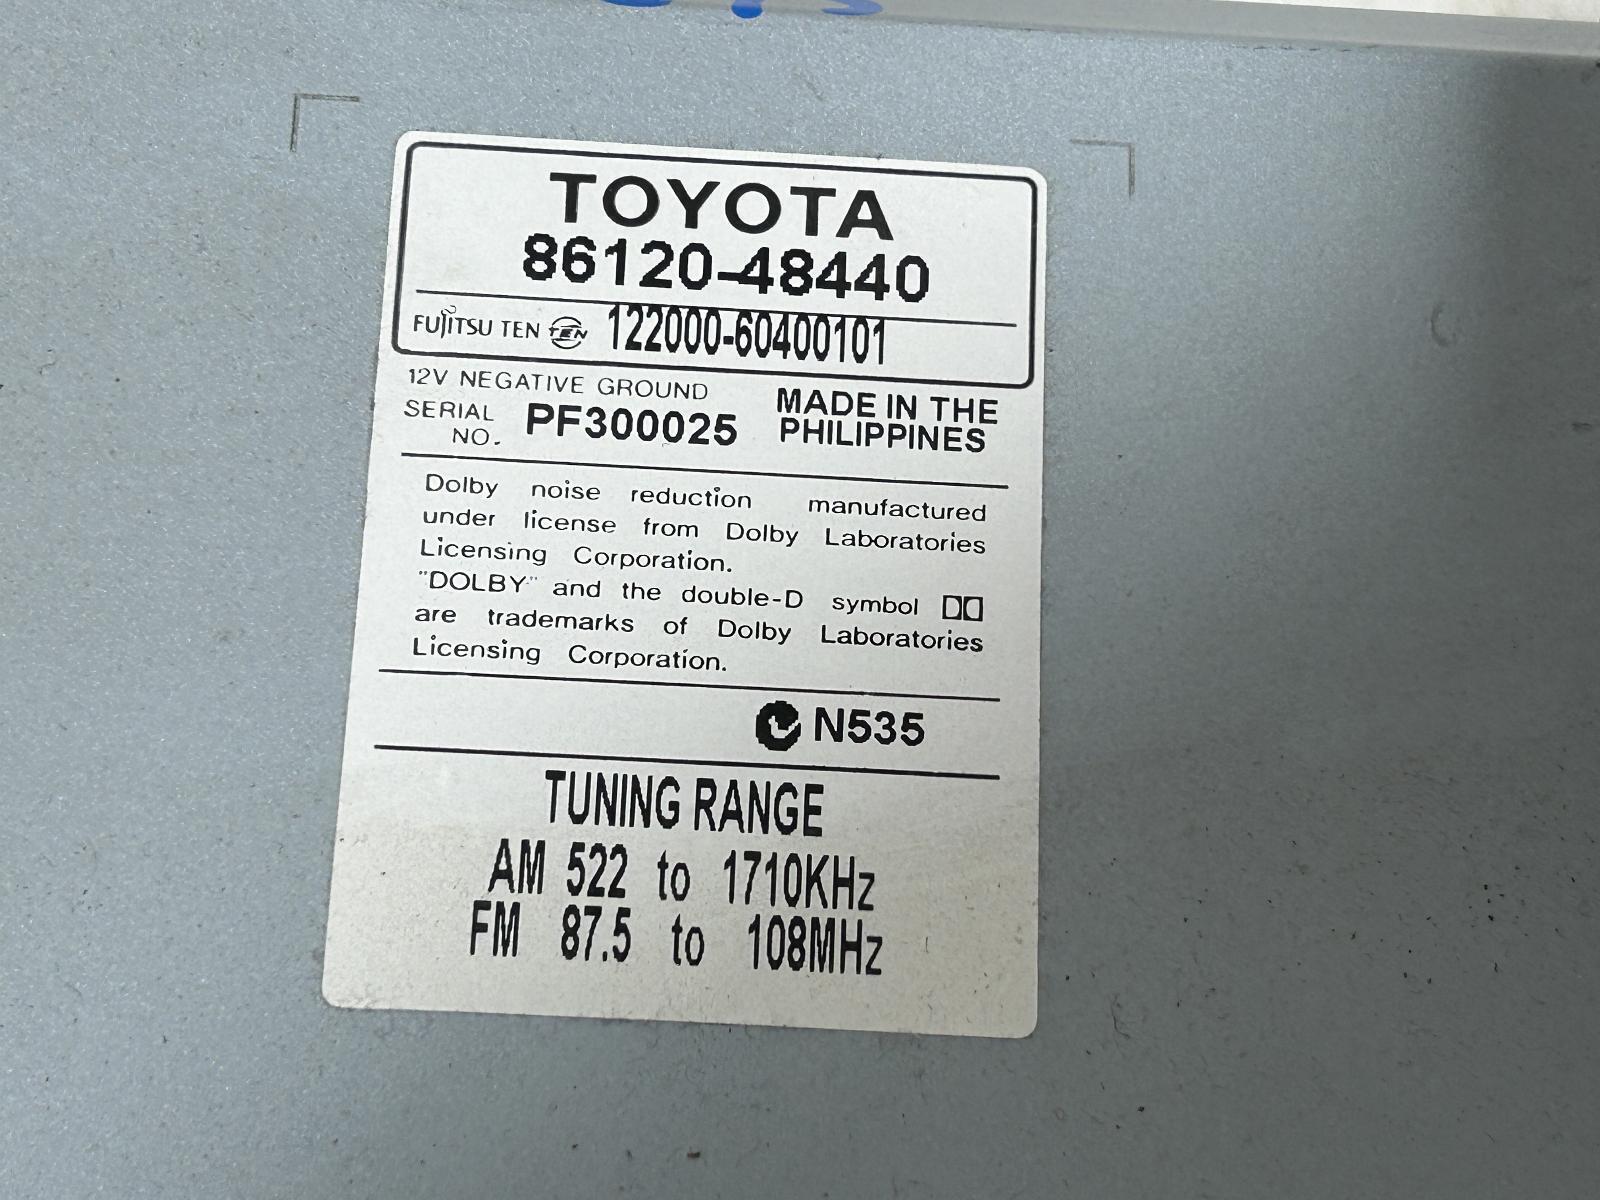 TOYOTA
86120-48440
FUJITSU TEN TEN 122000-60400101
12V NEGATIVE GROUND
SERIAL NO. PF300025
MADE IN THE
PHILIPPINES
Dolby noise reduction manufactured
under license from Dolby Laboratories
Licensing Corporation.
"DOLBY" and the double-D symbol
are trademarks of Dolby Laboratories
Licensing Corporation.
N535
TUNING RANGE
AM 522 to 1710KHz
FM 87.5 to 108MHz